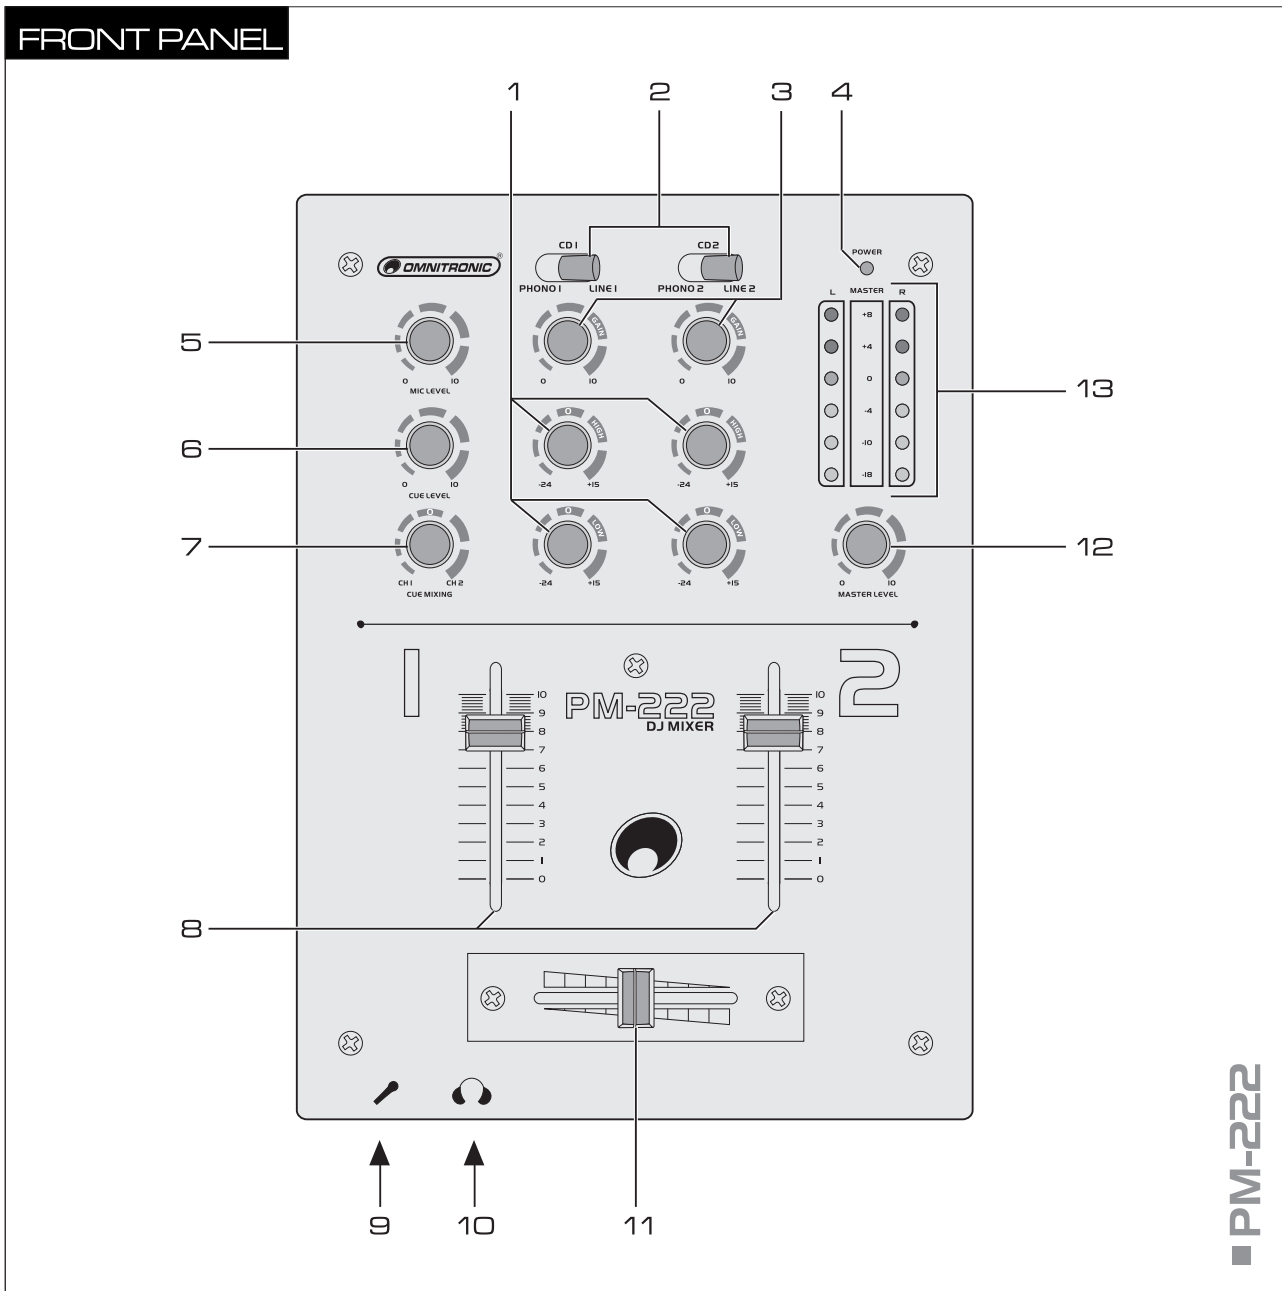 FRONT PANEL
1 2 3 4
CD 1 CD 2
POWER
OMNITRONIC®
PHONO 1 LINE 1 PHONO 2 LINE 2
L MASTER R
+8
+4
0
-4
-10
-18
5
GAIN GAIN
0 10 0 10 0 10
MIC LEVEL
13
6
0 HIGH 0 HIGH
0 10 -24 +15 -24 +15
CUE LEVEL
7
0 0 LOW 0 LOW
CH 1 CH 2 -24 +15 -24 +15 0 10
CUE MIXING MASTER LEVEL
12
1 2
PM-222
DJ MIXER
10 10
9 9
8 8
7 7
6 6
5 5
4 4
3 3
2 2
1 1
0 0
8
9 10 11
PM-222